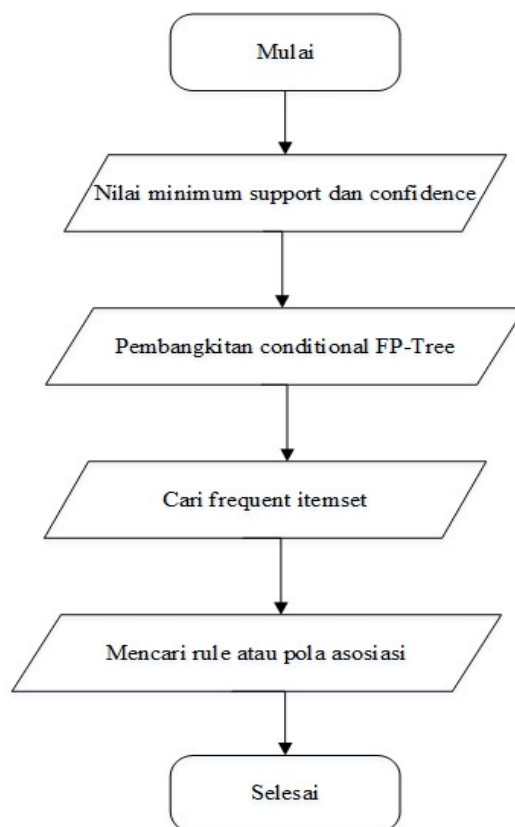 Mulai
Nilai minimum support dan confidence
Pembangkitan conditional FP-Tree
Cari frequent itemset
Mencari rule atau pola asosiasi
Selesai